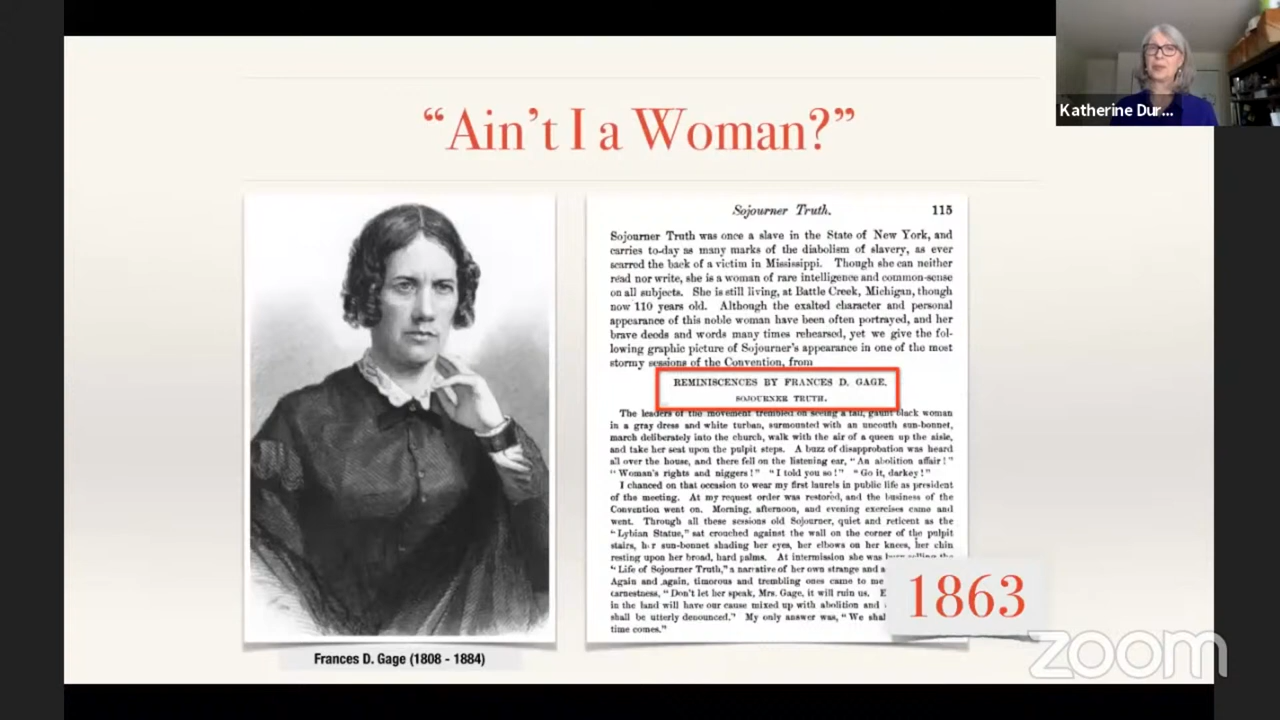 Katherine Dur...
“Ain’t I a Woman?”
Sojourner Truth. 115
Sojourner Truth was once a slave in the State of New York, and
carries to-day as many marks of the diabolism of slavery, as ever
scarred the back of a victim in Mississippi. Though she can neither
read nor write, she is a woman of rare intelligence and common-sense
on all subjects. She is still living, at Battle Creek, Michigan, though
now 110 years old. Although the exalted character and personal
appearance of this noble woman have been often portrayed, and her
brave deeds and words many times rehearsed, yet we give the fol-
lowing graphic picture of Sojourner's appearance in one of the most
stormy sessions of the Convention, from
REMINISCENCES BY FRANCES D. GAGE.
SOJOURNER TRUTH.
The leaders of the movement trembled on seeing a tall, gaunt black woman
in a gray dress and white turban, surmounted with an uncouth sun-bonnet,
march deliberately into the church, walk with the air of a queen up the aisle,
and take her seat upon the pulpit steps. A buzz of disapprobation was heard
all over the house, and there fell on the listening ear, "An abolition affair!"
"Woman's rights and niggers!" "I told you so!" "Go it, darkey!"
I chanced on that occasion to wear my first laurels in public life as president
of the meeting. At my request order was restored, and the business of the
Convention went on. Morning, afternoon, and evening exercises came and
went. Through all these sessions old Sojourner, quiet and reticent as the
"Lybian Statue," sat crouched against the wall on the corner of the pulpit
stairs, her sun-bonnet shading her eyes, her elbows on her knees, her chin
resting upon her broad, hard palms. At intermission she was busy selling the
"Life of Sojourner Truth," a narrative of her own strange and a
Again and again, timorous and trembling ones came to me
earnestness, "Don't let her speak, Mrs. Gage, it will ruin us. E
in the land will have our cause mixed up with abolition and
shall be utterly denounced." My only answer was, "We shal
time comes."
1863
Frances D. Gage (1808 - 1884)
zoom